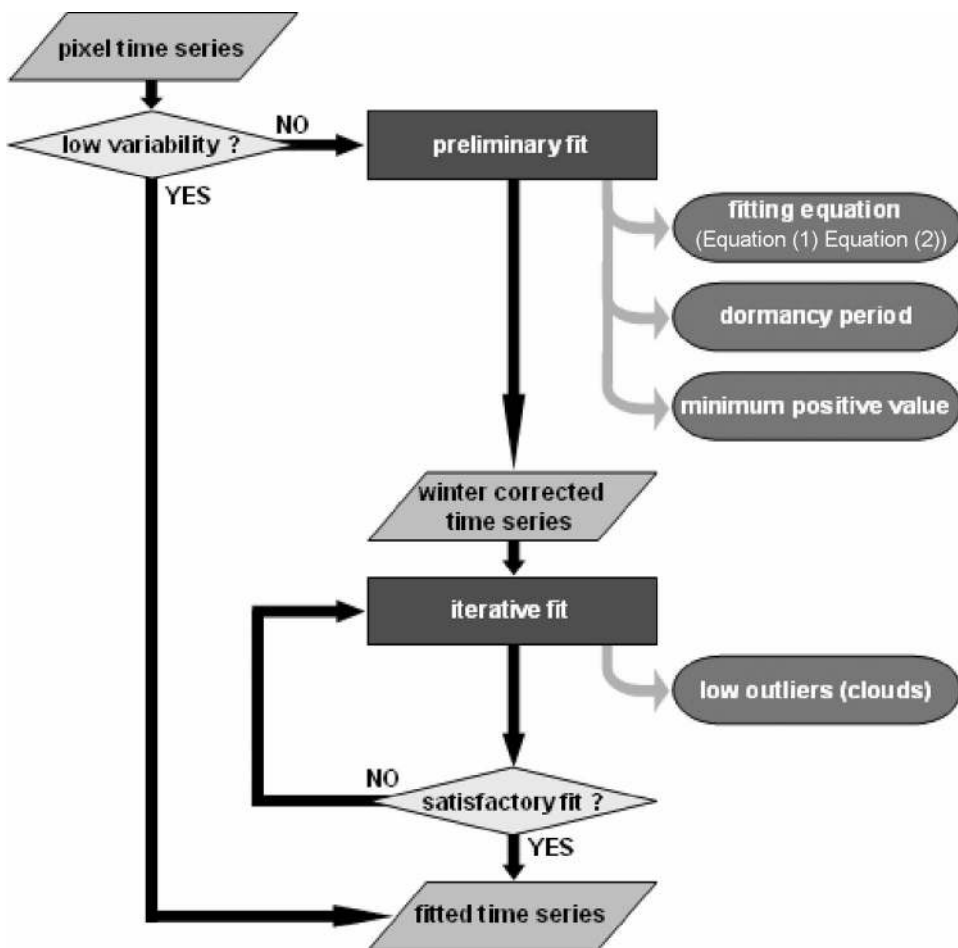 pixel time series
low variability ?
NO
YES
preliminary fit
fitting equation
(Equation (1) Equation (2))
dormancy period
minimum positive value
winter corrected
time series
iterative fit
low outliers (clouds)
NO
satisfactory fit ?
YES
fitted time series